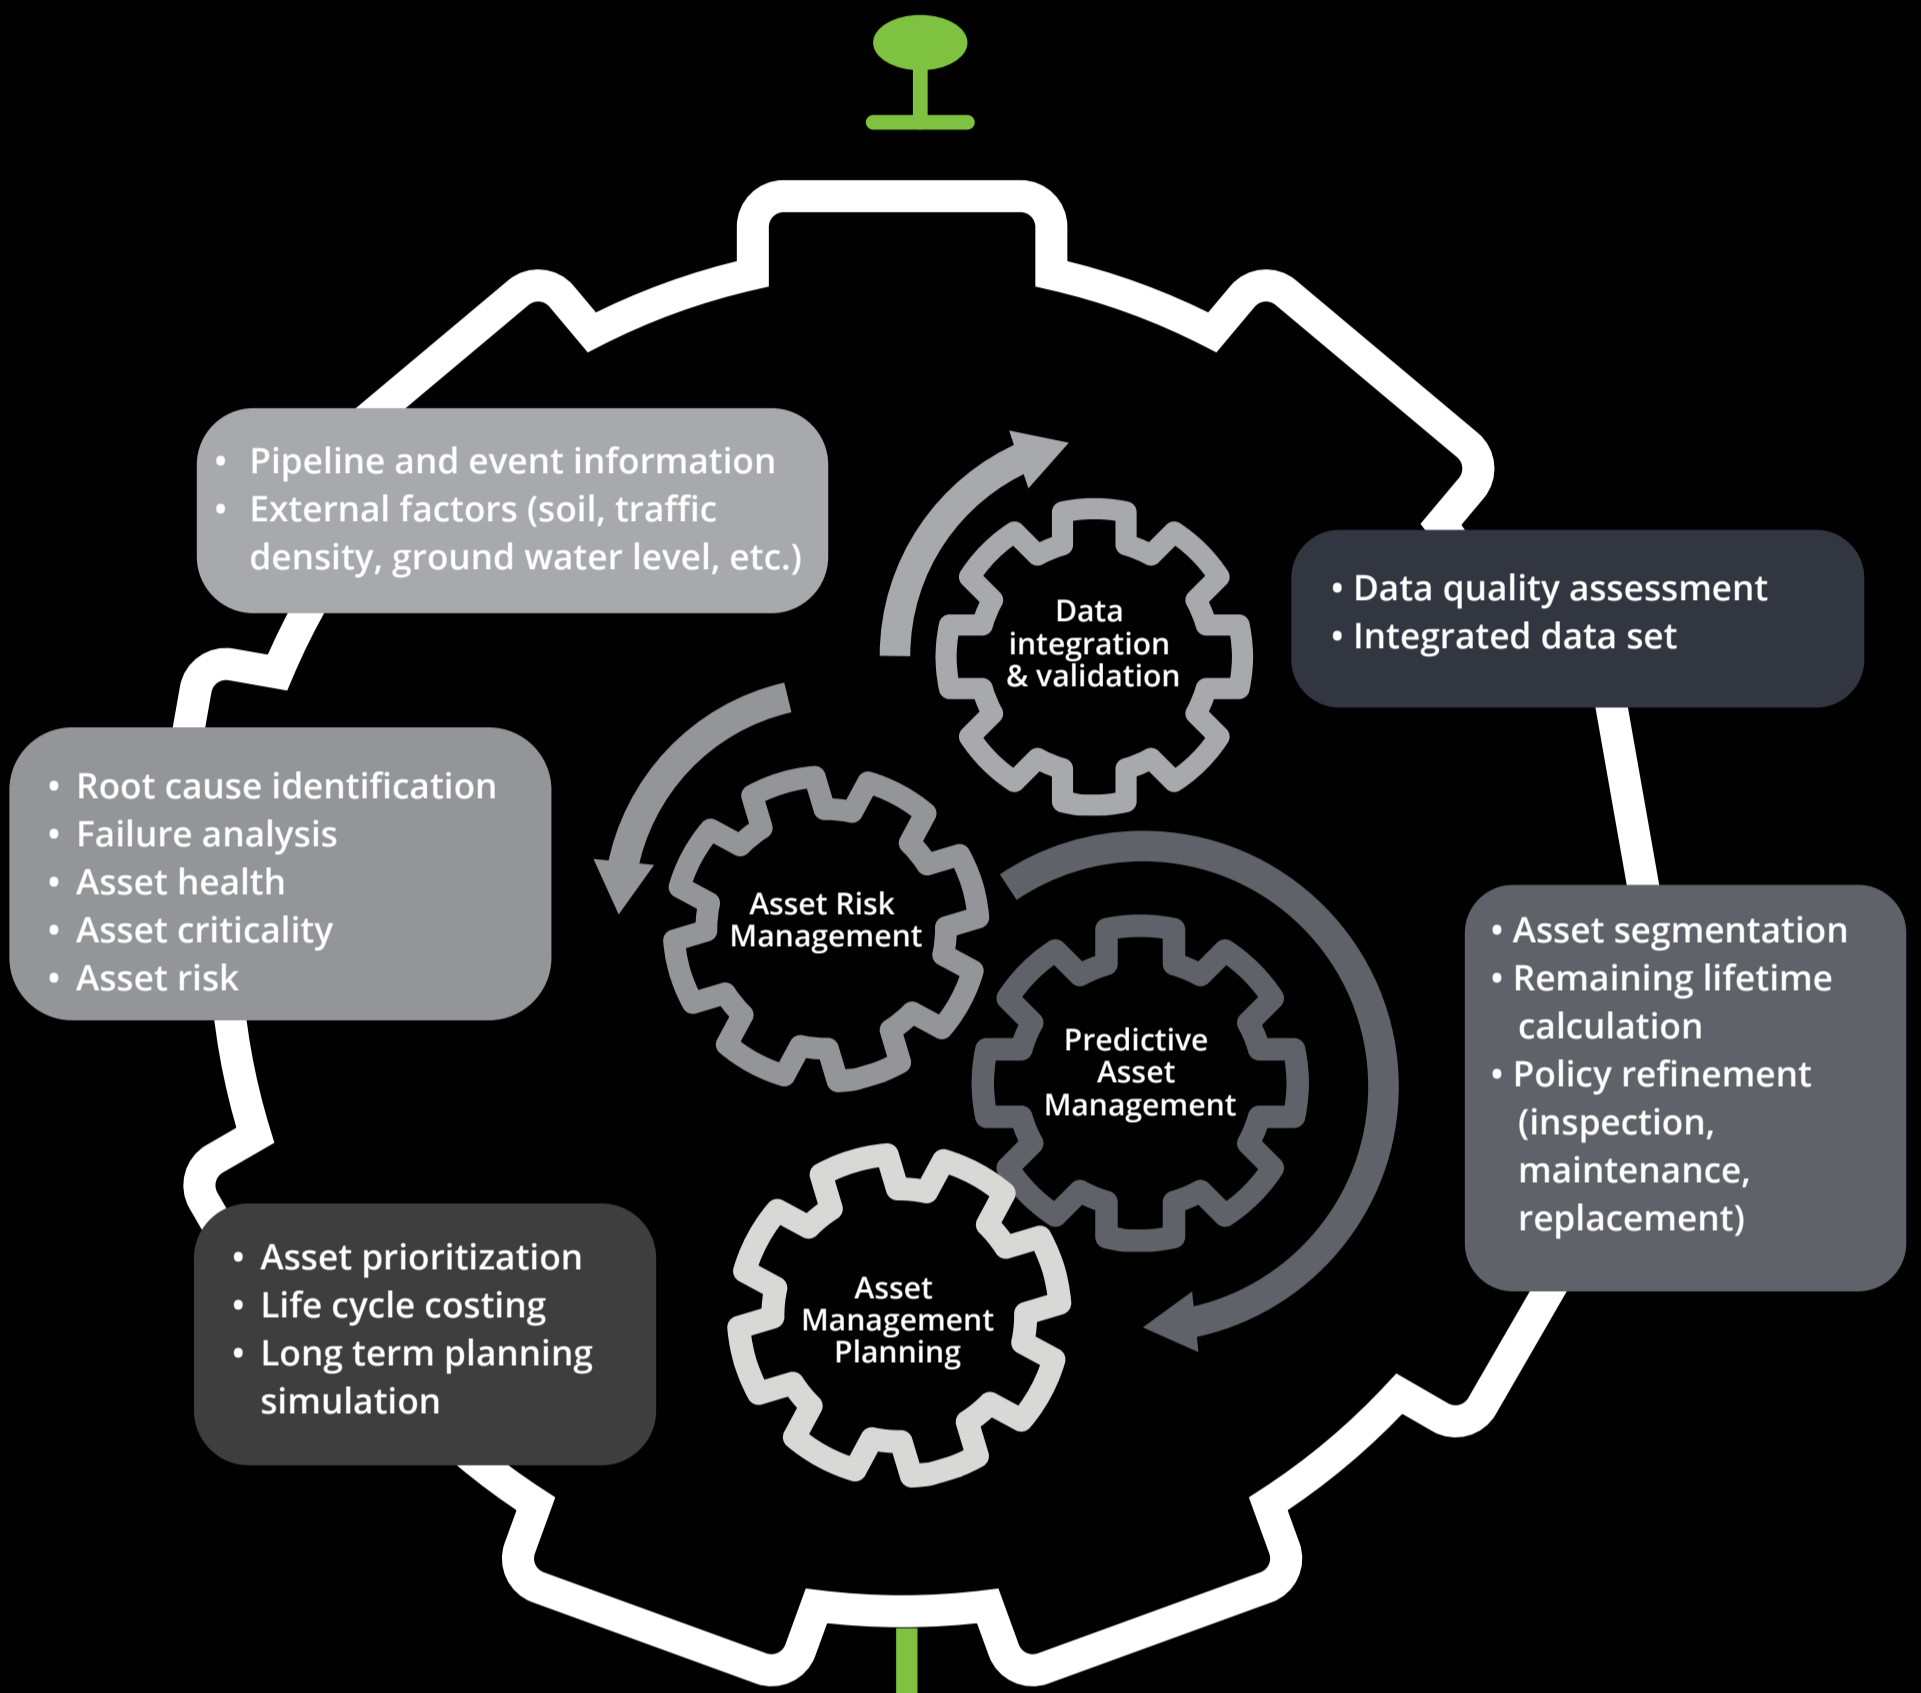 • Pipeline and event information
• External factors (soil, traffic
density, ground water level, etc.)
Data
integration
& validation
• Data quality assessment
• Integrated data set
• Root cause identification
• Failure analysis
• Asset health
• Asset criticality
• Asset risk
Asset Risk
Management
Predictive
Asset
Management
• Asset segmentation
• Remaining lifetime
calculation
• Policy refinement
(inspection,
maintenance,
replacement)
• Asset prioritization
• Life cycle costing
• Long term planning
simulation
Asset
Management
Planning